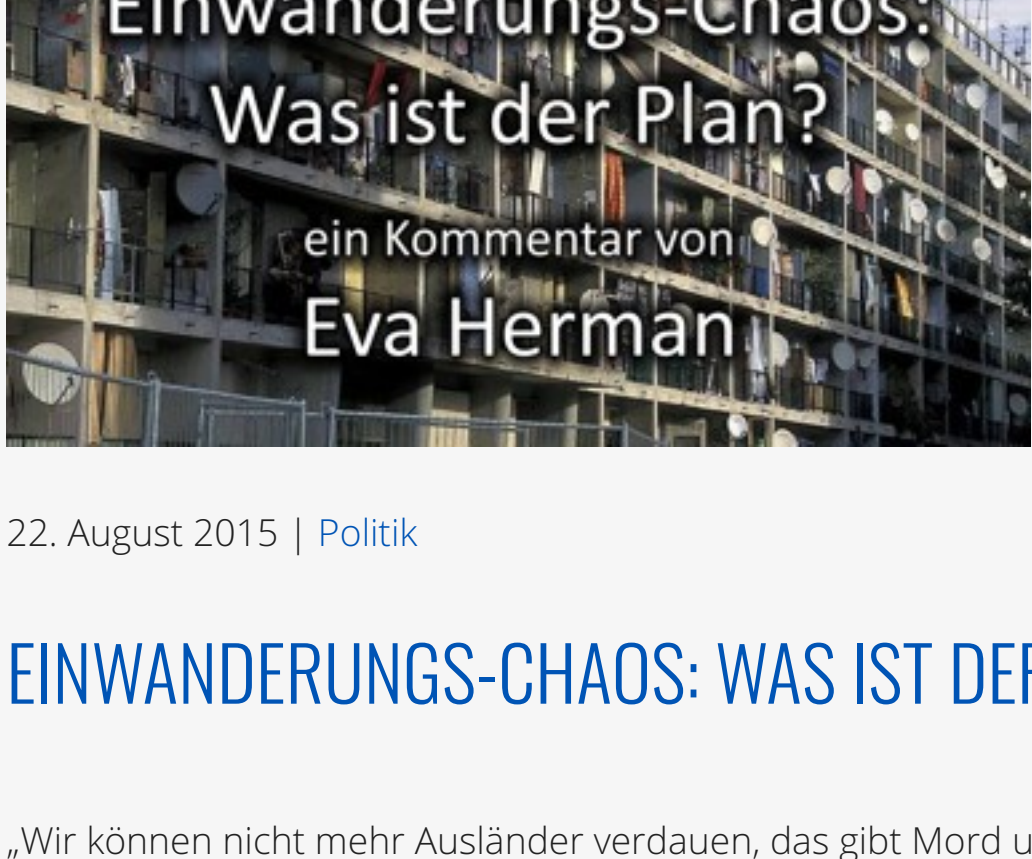 Einwanderungs-Chaos:
Was ist der Plan?
ein Kommentar von
Eva Herman
22. August 2015 | Politik
EINWANDERUNGS-CHAOS: WAS IST DER
„Wir können nicht mehr Ausländer verdauen, das gibt Mord u